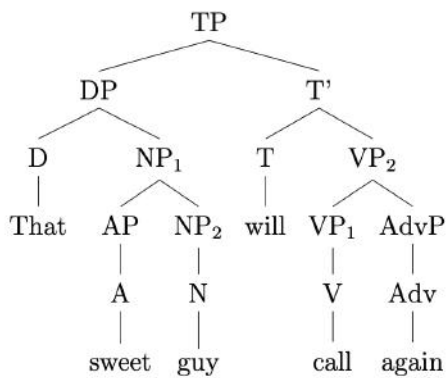 TP
DP T'
D NP₁ T VP₂
That AP NP₂ will VP₁ AdvP
A N V Adv
sweet guy call again